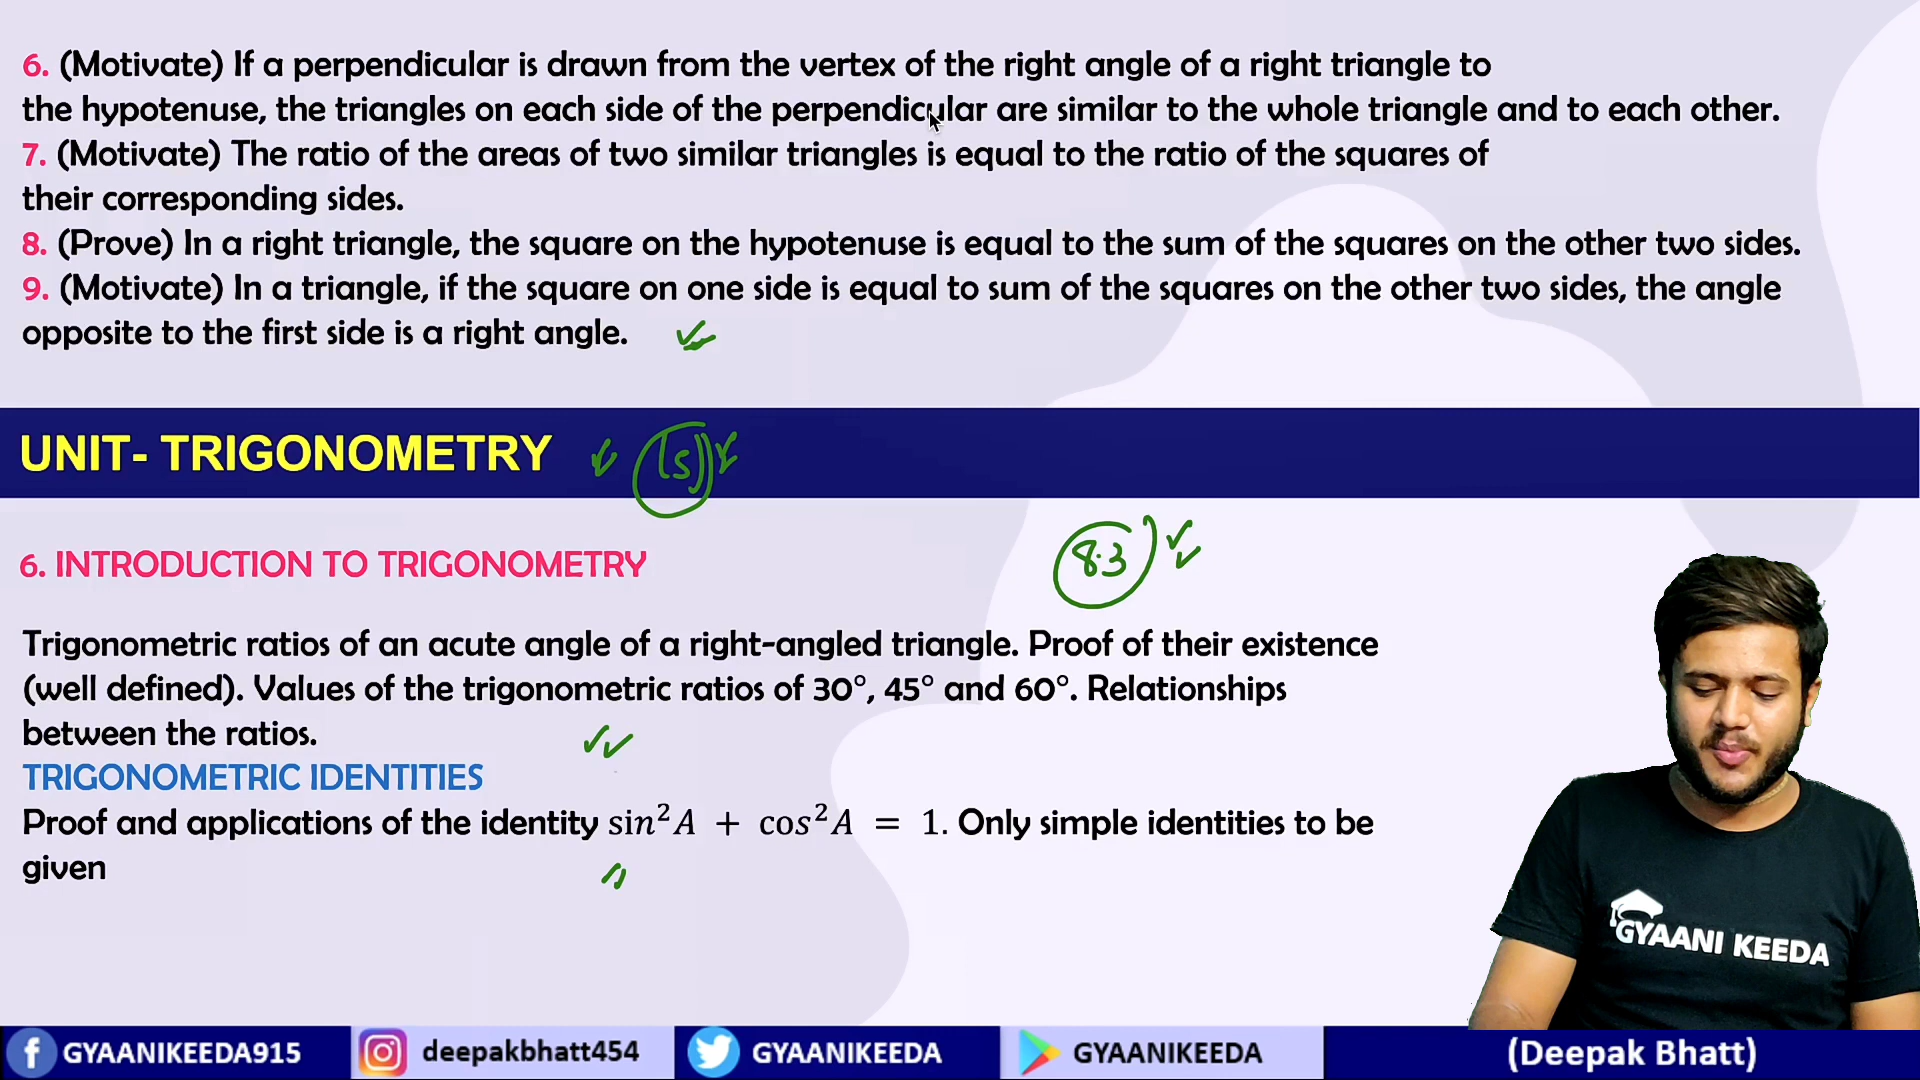 6. (Motivate) If a perpendicular is drawn from the vertex of the right angle of a right triangle to
the hypotenuse, the triangles on each side of the perpendicular are similar to the whole triangle and to each other.
7. (Motivate) The ratio of the areas of two similar triangles is equal to the ratio of the squares of
their corresponding sides.
8. (Prove) In a right triangle, the square on the hypotenuse is equal to the sum of the squares on the other two sides.
9. (Motivate) In a triangle, if the square on one side is equal to sum of the squares on the other two sides, the angle
opposite to the first side is a right angle.
UNIT- TRIGONOMETRY
8.3
6. INTRODUCTION TO TRIGONOMETRY
Trigonometric ratios of an acute angle of a right-angled triangle. Proof of their existence
(well defined). Values of the trigonometric ratios of 30°, 45° and 60°. Relationships
between the ratios.
TRIGONOMETRIC IDENTITIES
Proof and applications of the identity sin²A + cos²A = 1. Only simple identities to be
given
GYAANI KEEDA
GYAANIKEEDA915
deepakbhatt454
GYAANIKEEDA
GYAANIKEEDA
(Deepak Bhatt)